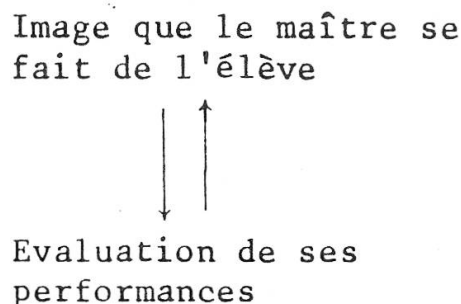 Image que le maître se
fait de l'élève
Evaluation de ses
performances